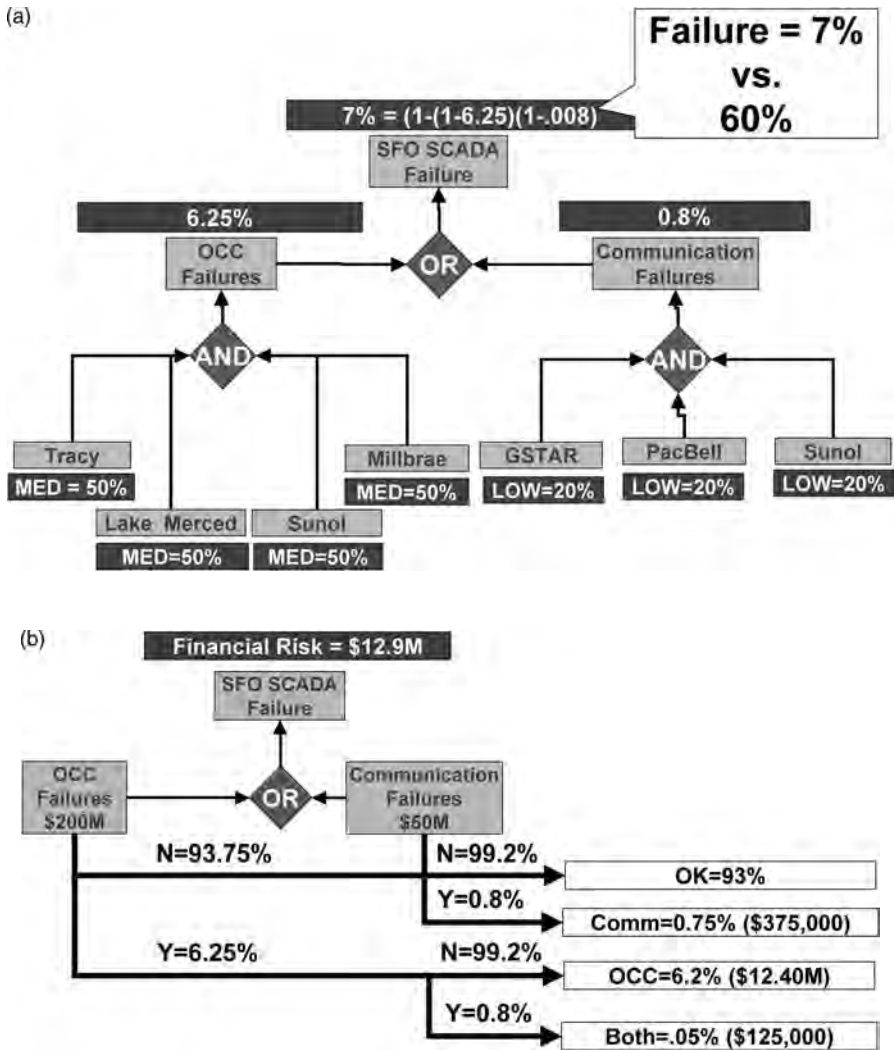 (a)
Failure = 7%
vs.
60%
7% = (1-(1-6.25)(1-.008)
SFO SCADA
Failure
6.25%
0.8%
OCC
Failures
OR
Communication
Failures
AND
AND
Tracy
MED = 50%
Millbrae
MED=50%
GSTAR
LOW=20%
PacBell
LOW=20%
Sunol
LOW=20%
Lake Merced
MED=50%
Sunol
MED=50%
(b)
Financial Risk = $12.9M
SFO SCADA
Failure
OCC
Failures
$200M
OR
Communication
Failures
$50M
N=93.75%
N=99.2%
OK=93%
Y=0.8%
Comm=0.75% ($375,000)
Y=6.25%
N=99.2%
OCC=6.2% ($12.40M)
Y=0.8%
Both=.05% ($125,000)